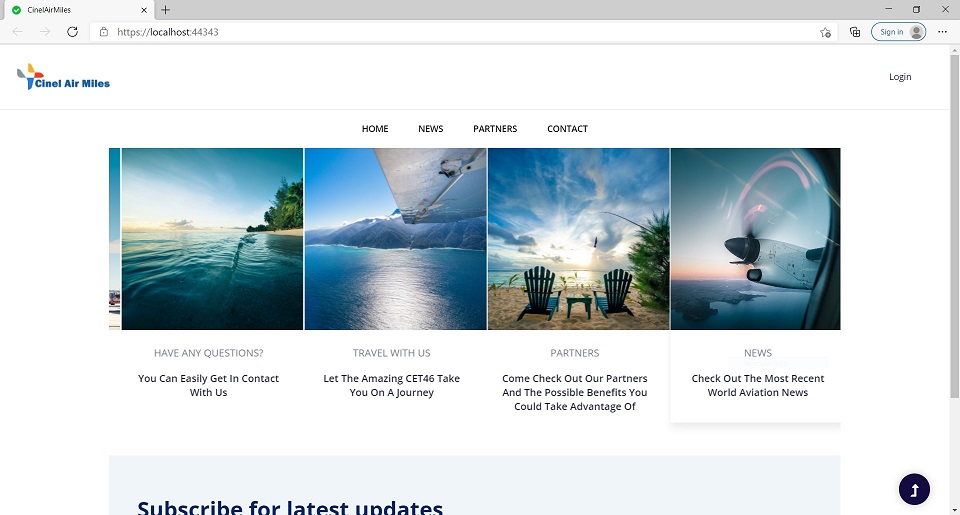 CinelAirMiles
https://localhost:44343
Sign in
Cinel Air Miles
Login
HOME NEWS PARTNERS CONTACT
HAVE ANY QUESTIONS?
You Can Easily Get In Contact
With Us
TRAVEL WITH US
Let The Amazing CET46 Take
You On A Journey
PARTNERS
Come Check Out Our Partners
And The Possible Benefits You
Could Take Advantage Of
NEWS
Check Out The Most Recent
World Aviation News
Subscribe for latest updates